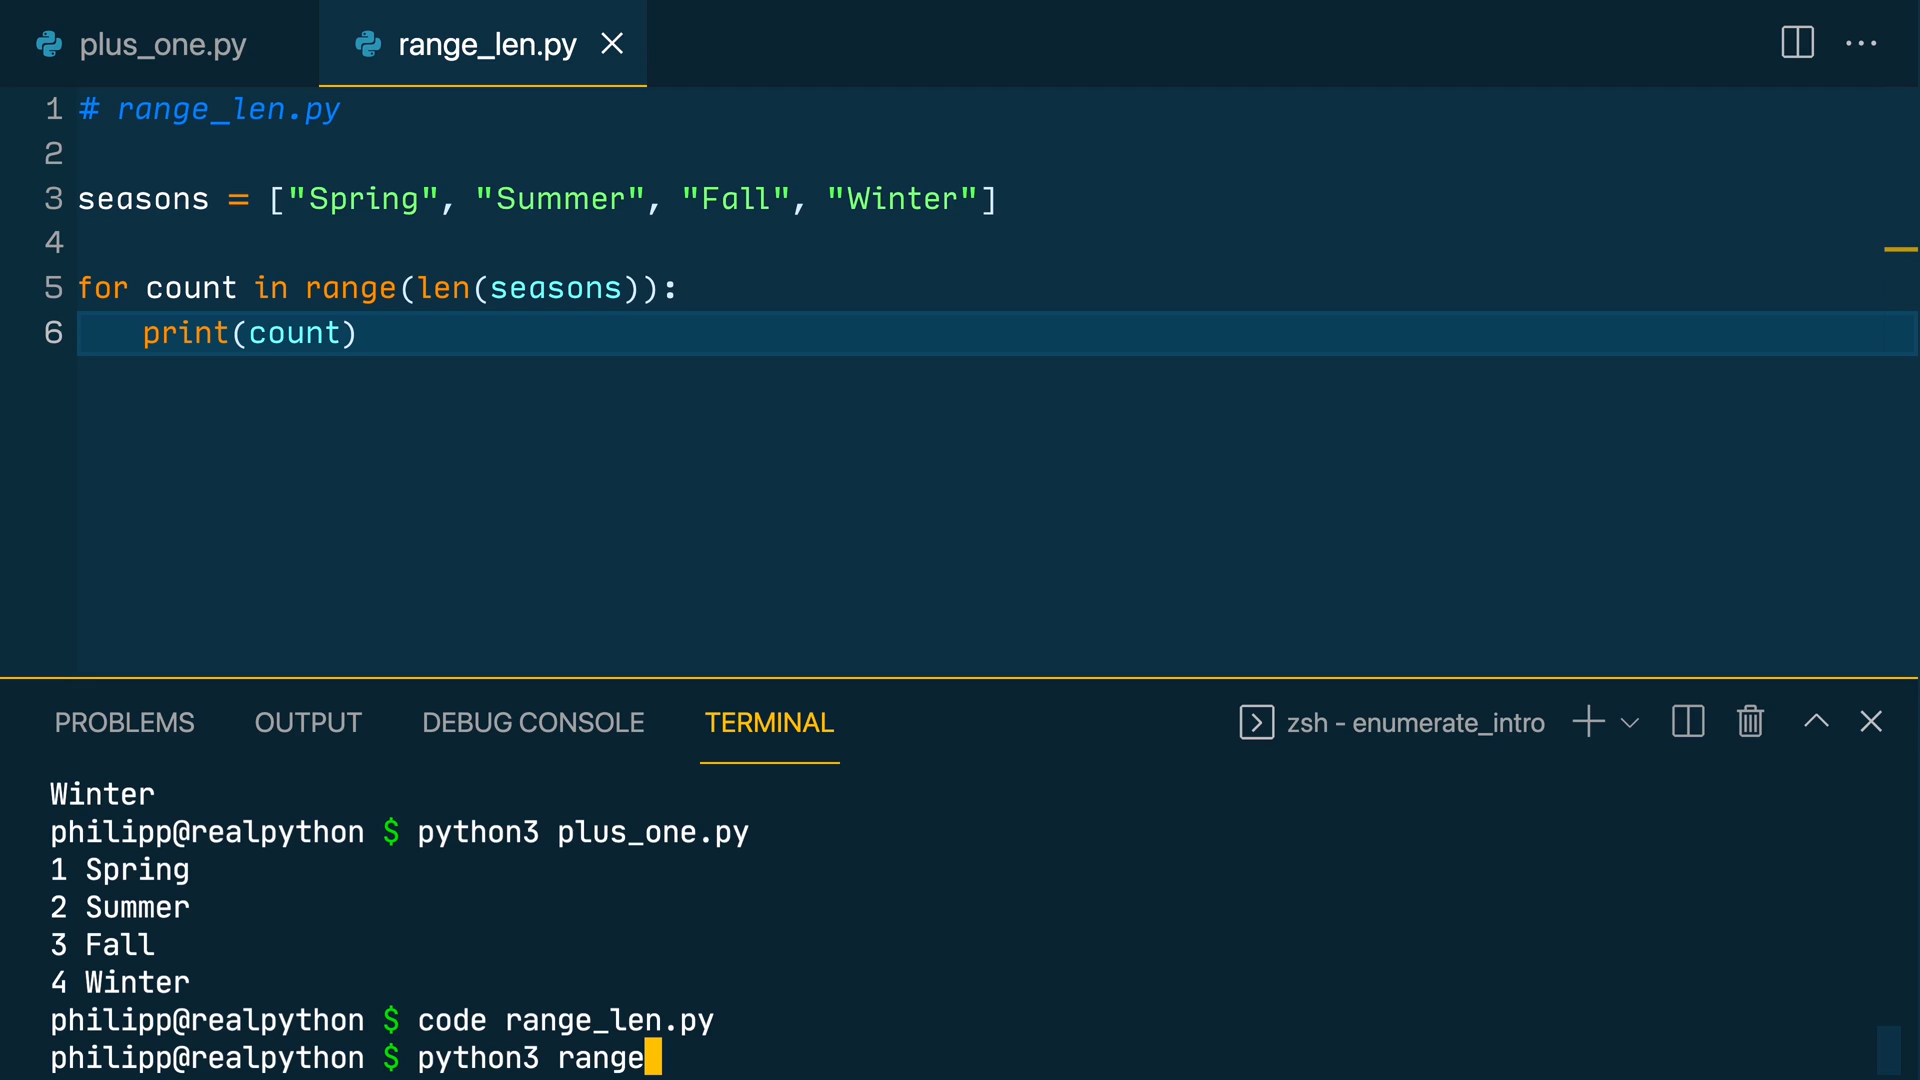 plus_one.py
range_len.py
1 # range_len.py
2
3 seasons = ["Spring", "Summer", "Fall", "Winter"]
4
5 for count in range(len(seasons)):
6 print(count)
PROBLEMS OUTPUT DEBUG CONSOLE TERMINAL zsh - enumerate_intro
Winter
philipp@realpython $ python3 plus_one.py
1 Spring
2 Summer
3 Fall
4 Winter
philipp@realpython $ code range_len.py
philipp@realpython $ python3 range